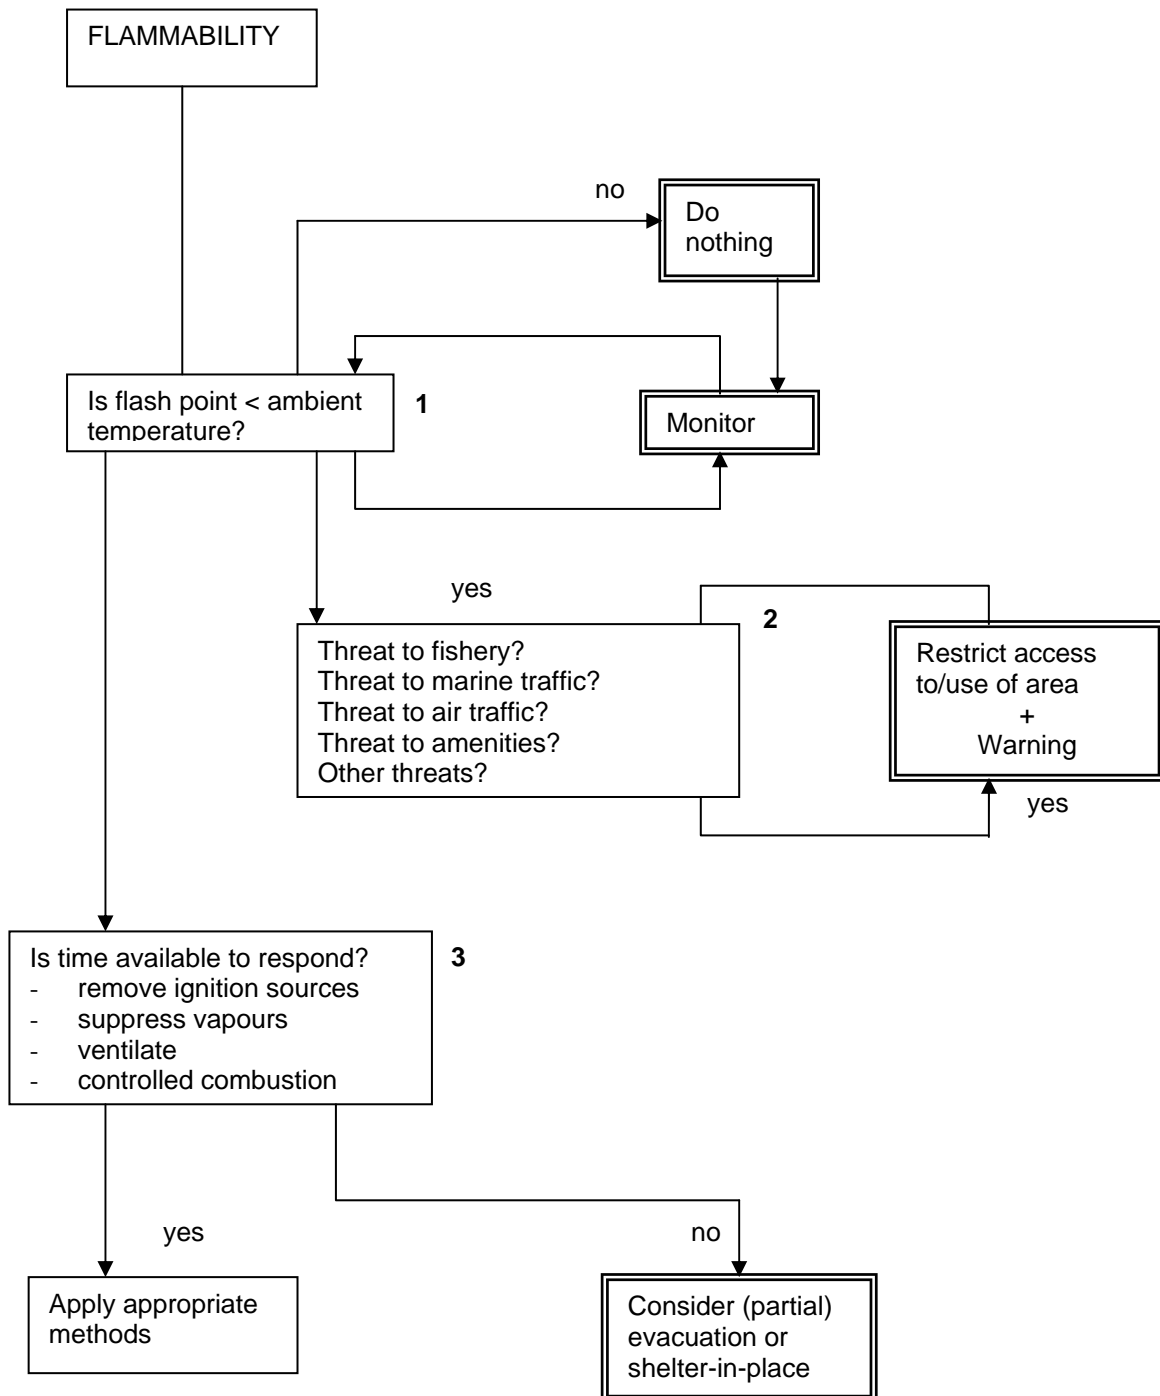 FLAMMABILITY
no
Do
nothing
Is flash point < ambient
temperature?
1
Monitor
yes
2
Threat to fishery?
Threat to marine traffic?
Threat to air traffic?
Threat to amenities?
Other threats?
Restrict access
to/use of area
+
Warning
yes
Is time available to respond?
- remove ignition sources
- suppress vapours
- ventilate
- controlled combustion
3
yes
no
Apply appropriate
methods
Consider (partial)
evacuation or
shelter-in-place